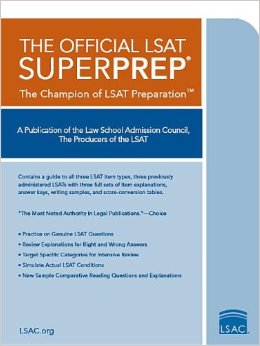 THE OFFICIAL LSAT
SUPERPREP®
The Champion of LSAT Preparation™
A Publication of the Law School Admission Council,
The Producers of the LSAT
Contains a guide to all three LSAT item types, three previously
administered LSATs with three full sets of item explanations,
answer keys, writing samples, and score-conversion tables.
"The Most Noted Authority in Legal Publications."—Choice
• Practice on Genuine LSAT Questions
• Review Explanations for Right and Wrong Answers
• Target Specific Categories for Intensive Review
• Simulate Actual LSAT Conditions
• New Sample Comparative Reading Questions and Explanations
LSAC.org
LSAC